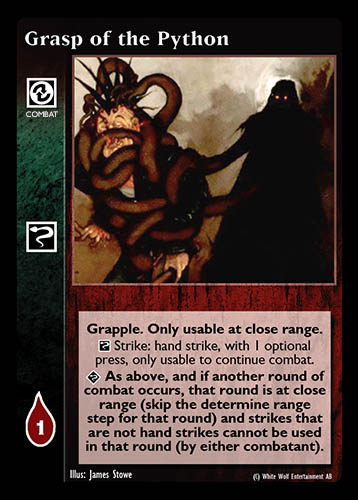 Grasp of the Python
COMBAT
Grapple. Only usable at close range.
Strike: hand strike, with 1 optional
press, only usable to continue combat.
As above, and if another round of
combat occurs, that round is at close
range (skip the determine range
step for that round) and strikes that
are not hand strikes cannot be used
in that round (by either combatant).
1
Illus: James Stowe
(C) White Wolf Entertainment AB